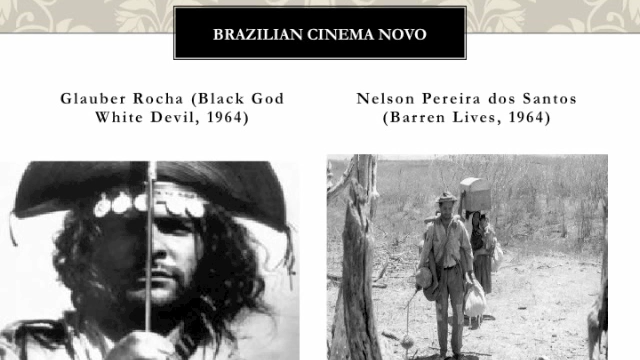 BRAZILIAN CINEMA NOVO
Glauber Rocha (Black God
White Devil, 1964)
Nelson Pereira dos Santos
(Barren Lives, 1964)